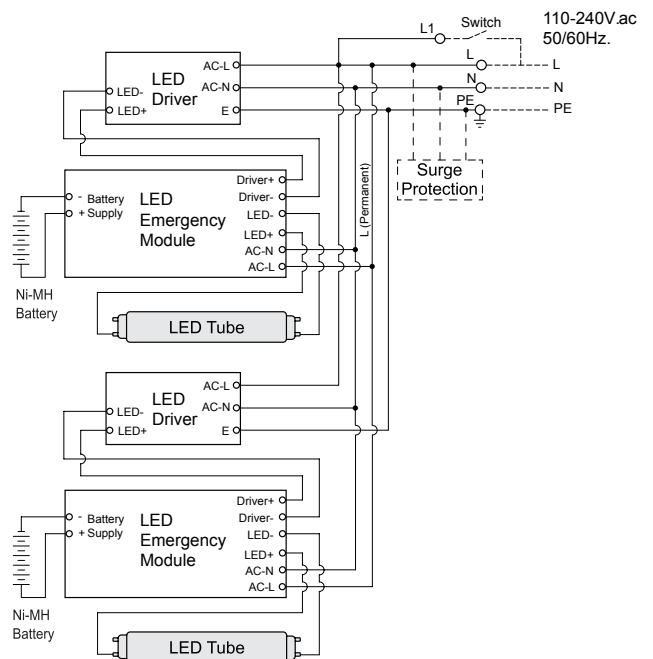 110-240V.ac
50/60Hz.
L1
Switch
L
L
N
N
PE
PE
Surge
Protection
L (Permanent)
LED
Driver
AC-L
AC-N
E
LED-
LED+
LED
Emergency
Module
- Battery
+ Supply
Driver+
Driver-
LED-
LED+
AC-N
AC-L
Ni-MH
Battery
LED Tube
LED
Driver
AC-L
AC-N
E
LED-
LED+
LED
Emergency
Module
- Battery
+ Supply
Driver+
Driver-
LED-
LED+
AC-N
AC-L
Ni-MH
Battery
LED Tube